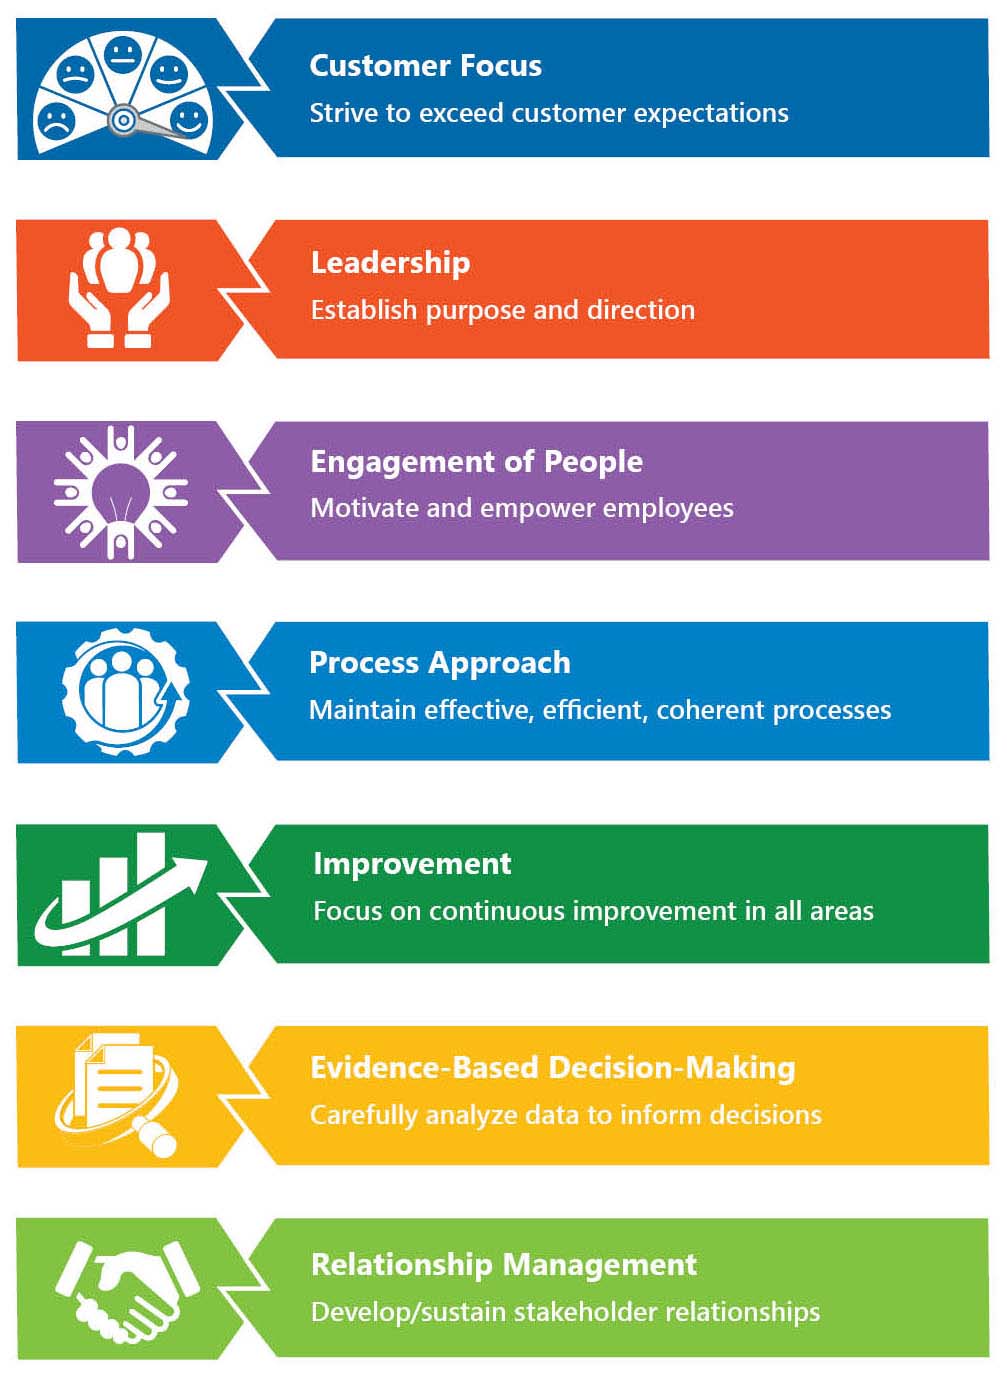 Customer Focus
Strive to exceed customer expectations
Leadership
Establish purpose and direction
Engagement of People
Motivate and empower employees
Process Approach
Maintain effective, efficient, coherent processes
Improvement
Focus on continuous improvement in all areas
Evidence-Based Decision-Making
Carefully analyze data to inform decisions
Relationship Management
Develop/sustain stakeholder relationships